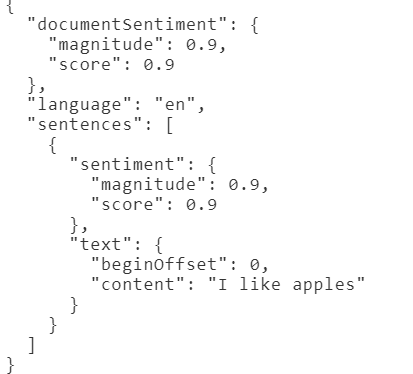 {
  "documentSentiment": {
    "magnitude": 0.9,
    "score": 0.9
  },
  "language": "en",
  "sentences": [
    {
      "sentiment": {
        "magnitude": 0.9,
        "score": 0.9
      },
      "text": {
        "beginOffset": 0,
        "content": "I like apples"
      }
    }
  ]
}